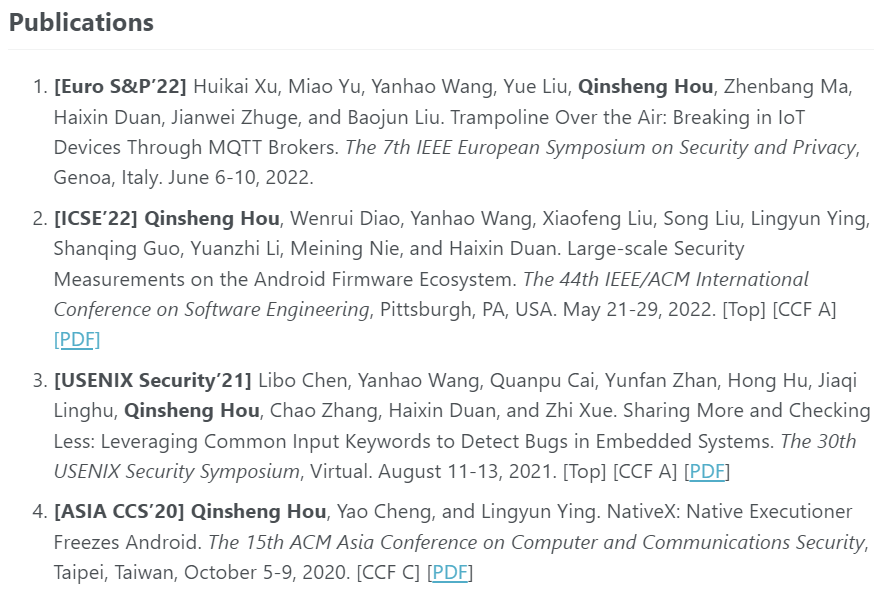 Publications
1. [Euro S&P’22] Huikai Xu, Miao Yu, Yanhao Wang, Yue Liu, Qinsheng Hou, Zhenbang Ma,
Haixin Duan, Jianwei Zhuge, and Baojun Liu. Trampoline Over the Air: Breaking in IoT
Devices Through MQTT Brokers. The 7th IEEE European Symposium on Security and Privacy,
Genoa, Italy. June 6-10, 2022.
2. [ICSE’22] Qinsheng Hou, Wenrui Diao, Yanhao Wang, Xiaofeng Liu, Song Liu, Lingyun Ying,
Shanqing Guo, Yuanzhi Li, Meining Nie, and Haixin Duan. Large-scale Security
Measurements on the Android Firmware Ecosystem. The 44th IEEE/ACM International
Conference on Software Engineering, Pittsburgh, PA, USA. May 21-29, 2022. [Top] [CCF A]
[PDF]
3. [USENIX Security’21] Libo Chen, Yanhao Wang, Quanpu Cai, Yunfan Zhan, Hong Hu, Jiaqi
Linghu, Qinsheng Hou, Chao Zhang, Haixin Duan, and Zhi Xue. Sharing More and Checking
Less: Leveraging Common Input Keywords to Detect Bugs in Embedded Systems. The 30th
USENIX Security Symposium, Virtual. August 11-13, 2021. [Top] [CCF A] [PDF]
4. [ASIA CCS’20] Qinsheng Hou, Yao Cheng, and Lingyun Ying. NativeX: Native Executioner
Freezes Android. The 15th ACM Asia Conference on Computer and Communications Security,
Taipei, Taiwan, October 5-9, 2020. [CCF C] [PDF]